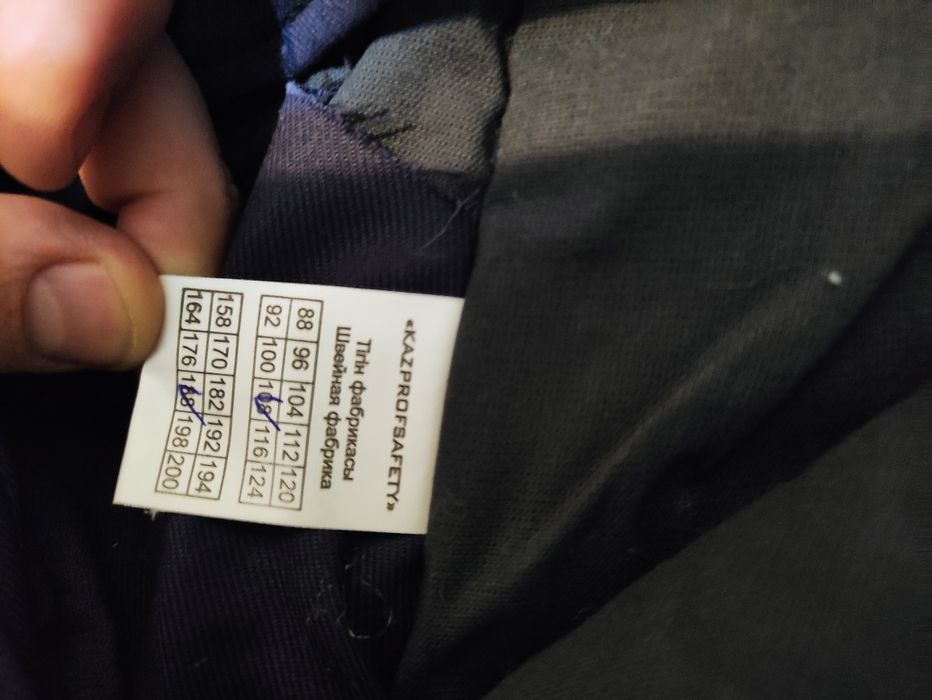 «KAZPROFSAFETY»
Тігін фабрикасы
Швейная фабрика
88 96 104 112 120
92 100 108 116 124
158 170 182 192 194
164 176 188 198 200